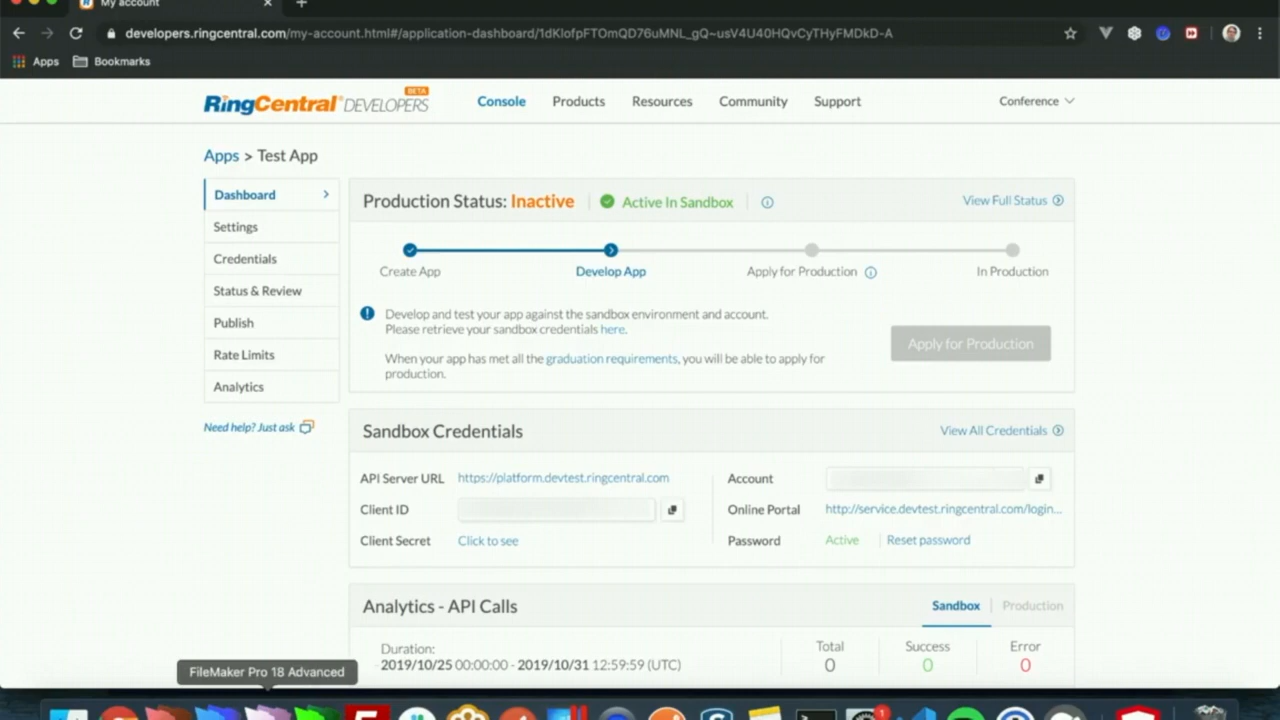 My account
developers.ringcentral.com/my-account.html#/application-dashboard/1dKlofpFTOmQD76uMNL_gQ~usV4U40HQvCyTHyFMDkD-A
Apps Bookmarks
RingCentral DEVELOPERS BETA
Console Products Resources Community Support Conference
Apps > Test App
Dashboard
Settings
Credentials
Status & Review
Publish
Rate Limits
Analytics
Need help? Just ask
Production Status: Inactive Active In Sandbox View Full Status
Create App Develop App Apply for Production In Production
Develop and test your app against the sandbox environment and account.
Please retrieve your sandbox credentials here.
When your app has met all the graduation requirements, you will be able to apply for
production.
Apply for Production
Sandbox Credentials View All Credentials
API Server URL https://platform.devtest.ringcentral.com Account
Client ID Online Portal http://service.devtest.ringcentral.com/login...
Client Secret Click to see Password Active Reset password
Analytics - API Calls Sandbox Production
Duration: Total Success Error
2019/10/25 00:00:00 - 2019/10/31 12:59:59 (UTC) 0 0 0
FileMaker Pro 18 Advanced
1